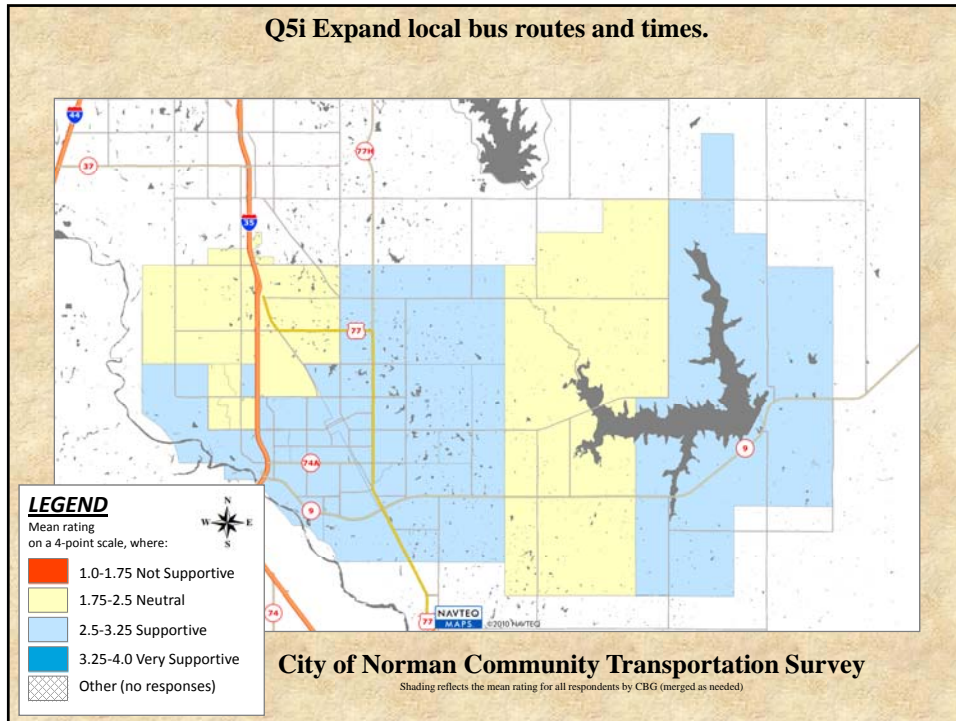 Q5i Expand local bus routes and times.
44
37
77H
35
77
74A
9
9
74
77
NAVTEQ
MAPS
©2010 NAVTEQ
LEGEND
Mean rating
on a 4-point scale, where:
N
W E
S
1.0-1.75 Not Supportive
1.75-2.5 Neutral
2.5-3.25 Supportive
3.25-4.0 Very Supportive
Other (no responses)
City of Norman Community Transportation Survey
Shading reflects the mean rating for all respondents by CBG (merged as needed)